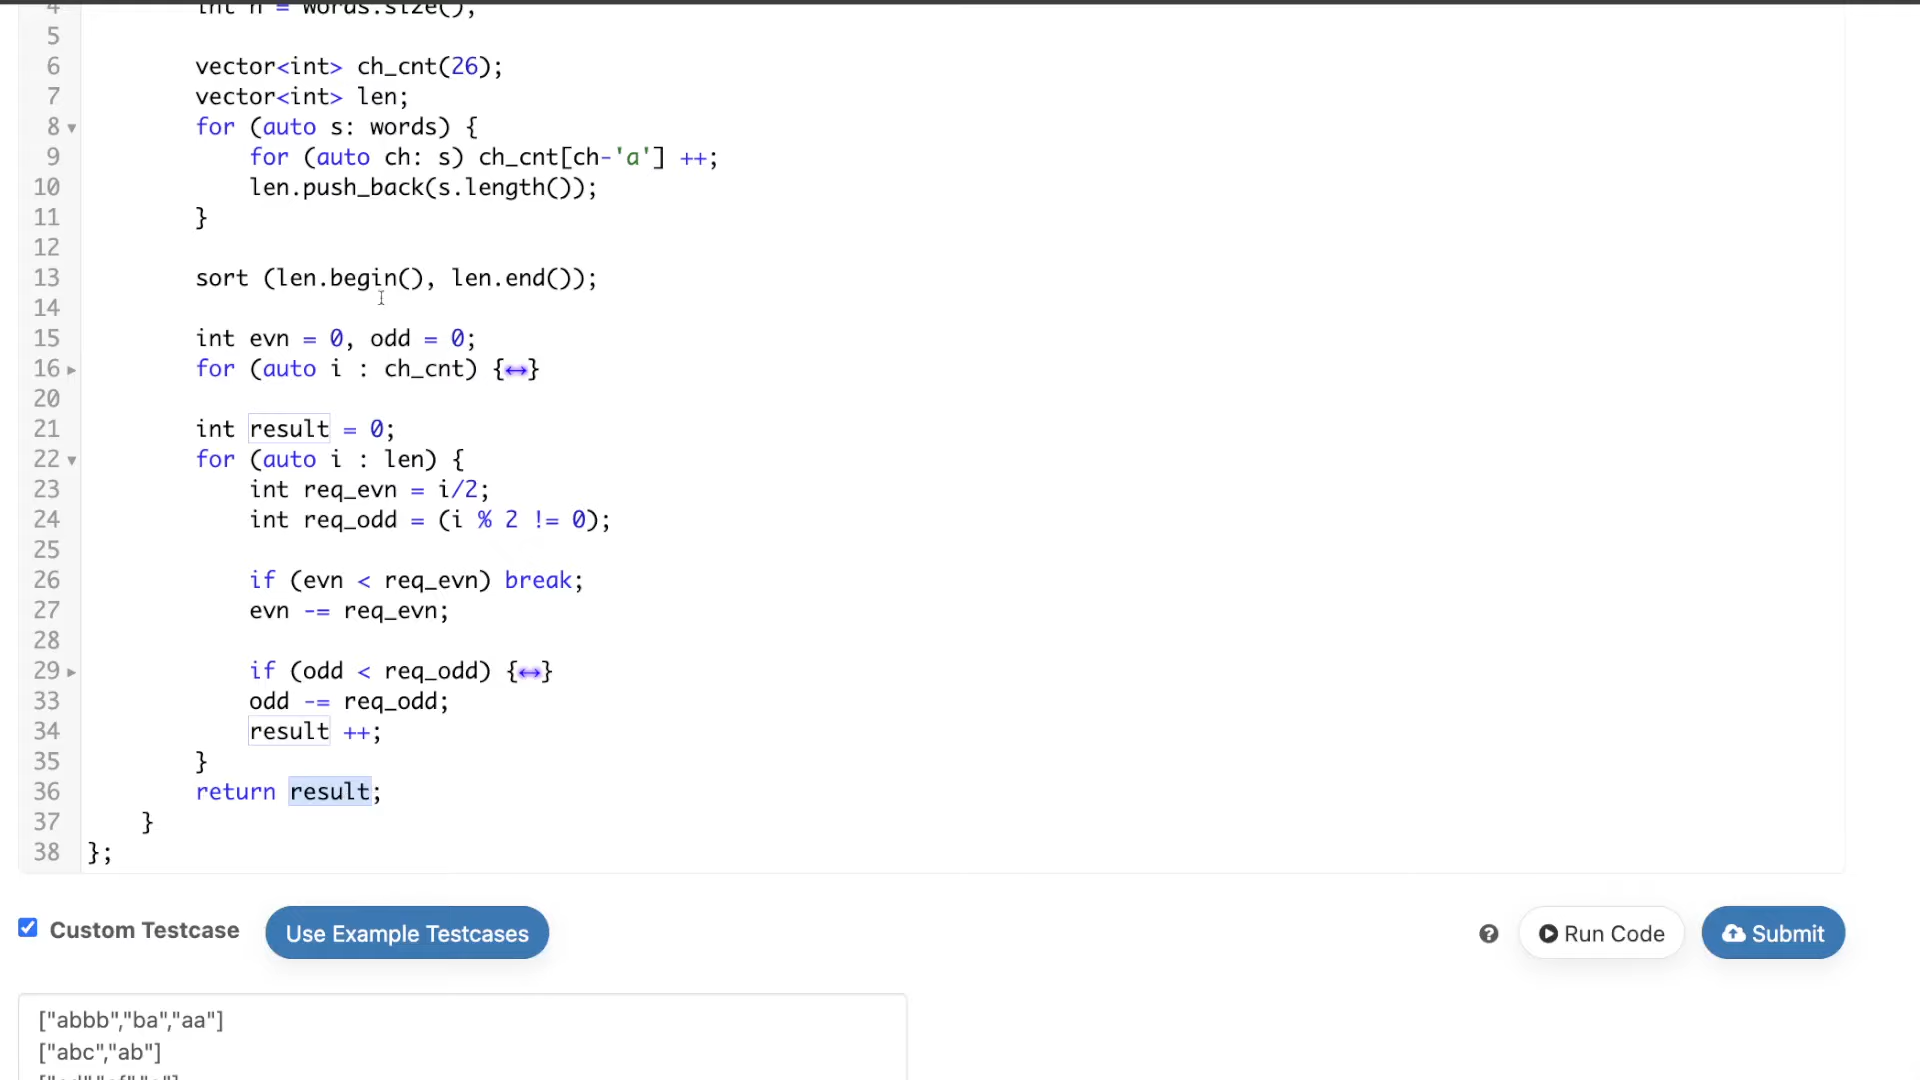 4 int n = words.size();
5
6 vector<int> ch_cnt(26);
7 vector<int> len;
8 for (auto s: words) {
9 for (auto ch: s) ch_cnt[ch-'a'] ++;
10 len.push_back(s.length());
11 }
12
13 sort (len.begin(), len.end());
14
15 int evn = 0, odd = 0;
16 for (auto i : ch_cnt) {↔}
20
21 int result = 0;
22 for (auto i : len) {
23 int req_evn = i/2;
24 int req_odd = (i % 2 != 0);
25
26 if (evn < req_evn) break;
27 evn -= req_evn;
28
29 if (odd < req_odd) {↔}
33 odd -= req_odd;
34 result ++;
35 }
36 return result;
37 }
38 };
Custom Testcase Use Example Testcases ? Run Code Submit
["abbb","ba","aa"]
["abc","ab"]